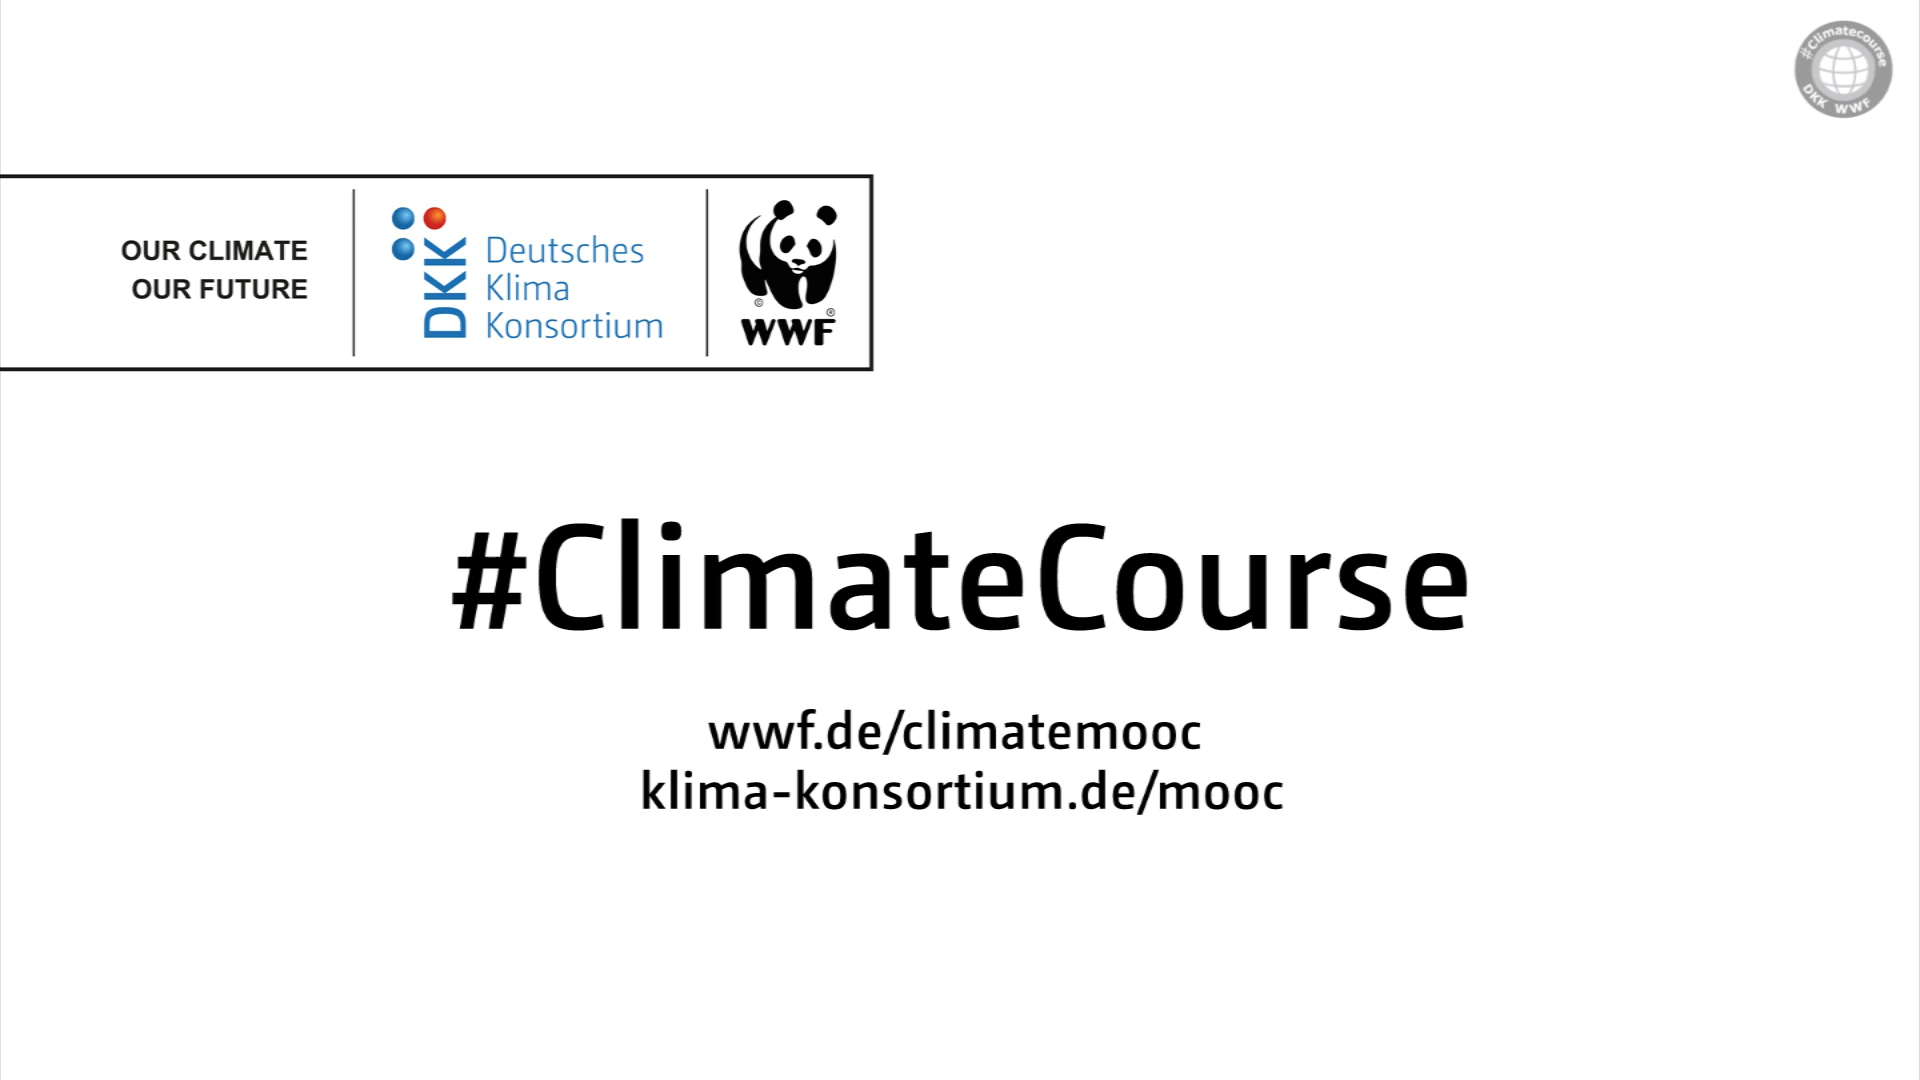 #Climatecourse
DKK WWF
OUR CLIMATE
OUR FUTURE
DKK
Deutsches
Klima
Konsortium
©
®
WWF
#ClimateCourse
wwf.de/climatemooc
klima-konsortium.de/mooc